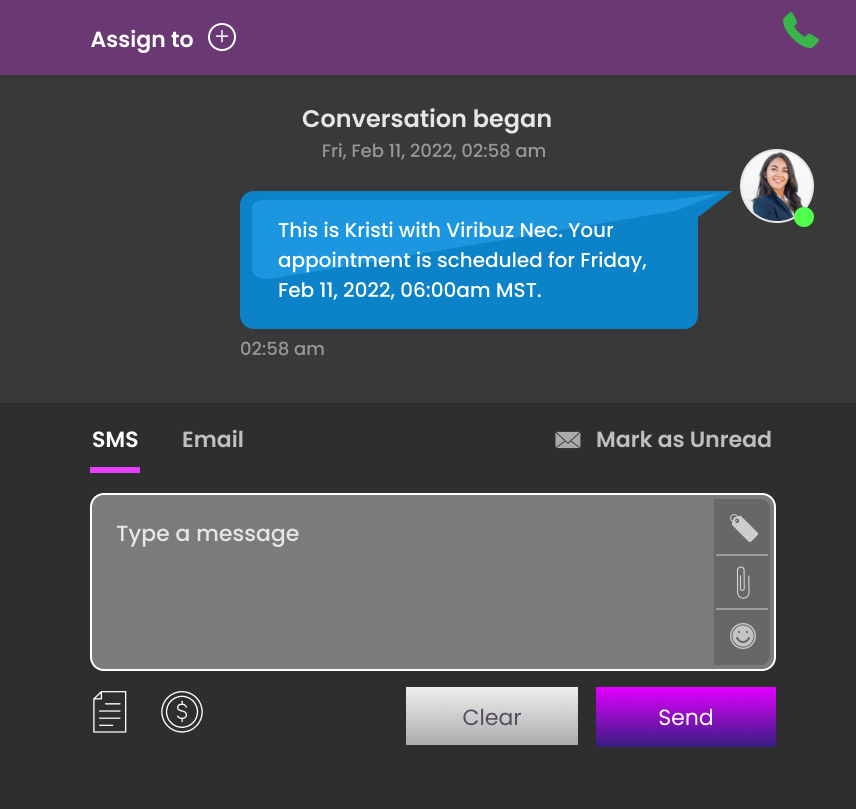 Assign to
Conversation began
Fri, Feb 11, 2022, 02:58 am
This is Kristi with Viribuz Nec. Your
appointment is scheduled for Friday,
Feb 11, 2022, 06:00am MST.
02:58 am
SMS Email Mark as Unread
Type a message
$
Clear Send